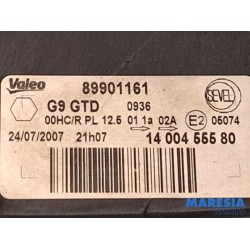 Valeo 89901161 SEVEL
G9 GTD 0936
00HC/R PL 12.5 01 1a 02A E2 05074
24/07/2007 21h07 14 004 555 80
MARESIA